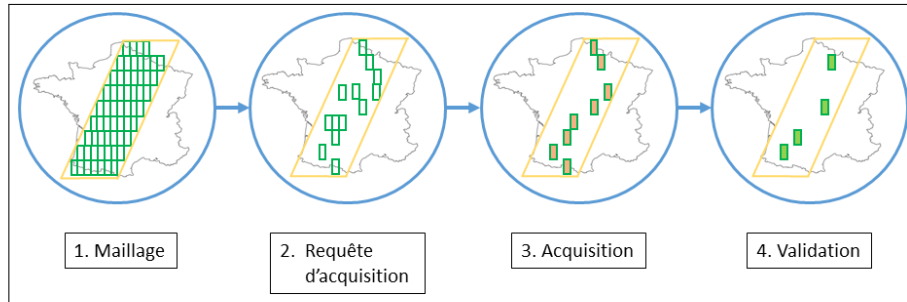 1. Maillage
2. Requête
d'acquisition
3. Acquisition
4. Validation